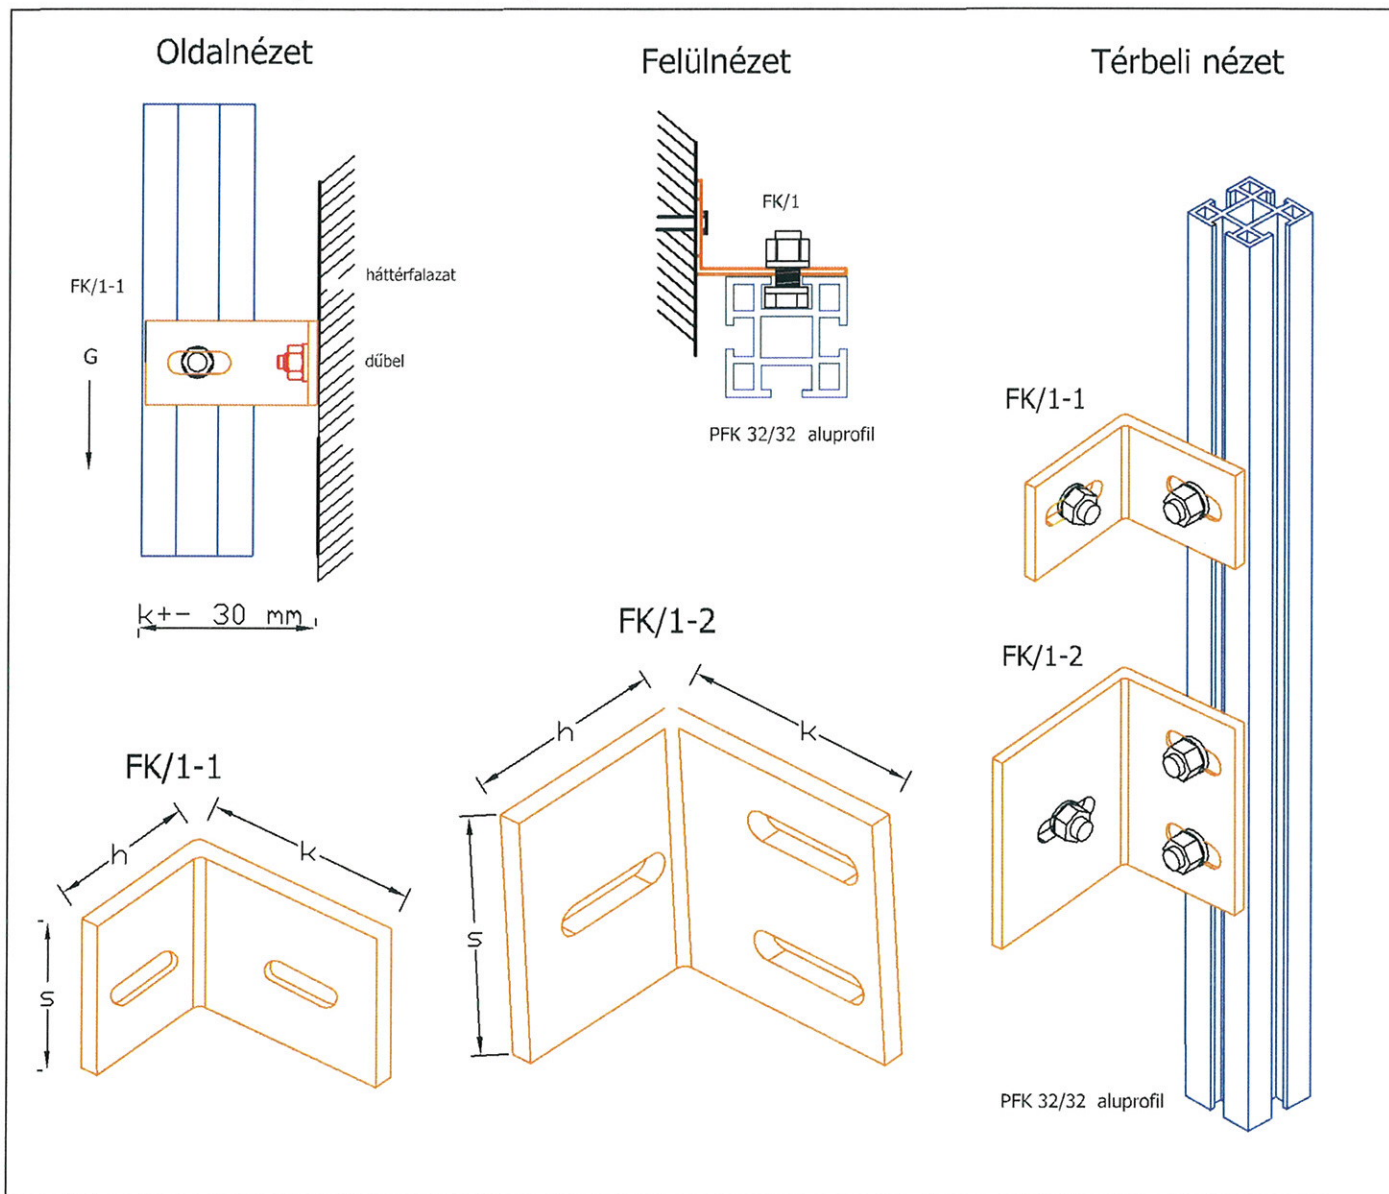 Oldalnézet
Felülnézet
Térbeli nézet
FK/1
háttérfalazat
FK/1-1
G
dűbel
FK/1-1
PFK 32/32 aluprofil
k+- 30 mm
FK/1-2
FK/1-2
h
k
FK/1-1
h
k
s
s
PFK 32/32 aluprofil